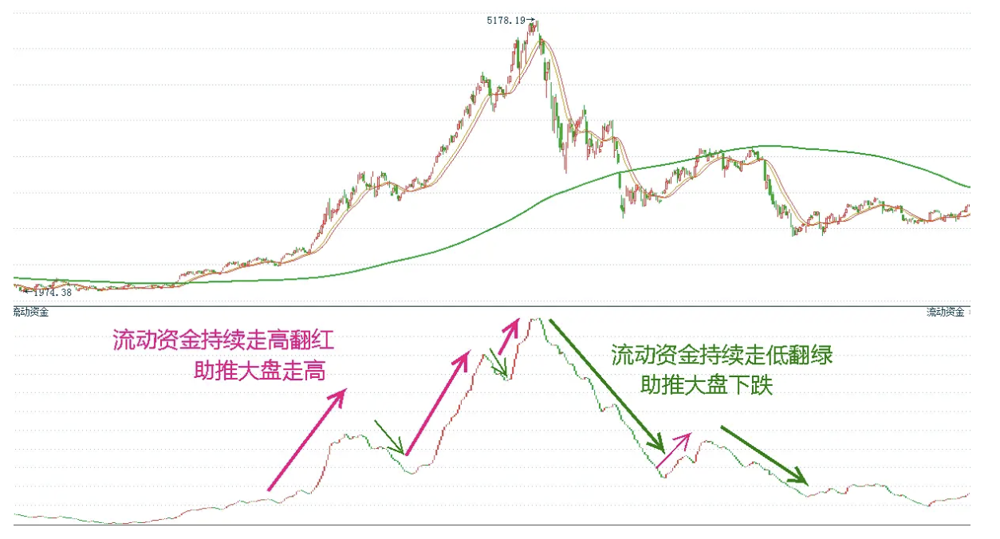 5178.19→
←1974.38
流动资金
流动资金
流动资金持续走高翻红
助推大盘走高
流动资金持续走低翻绿
助推大盘下跌